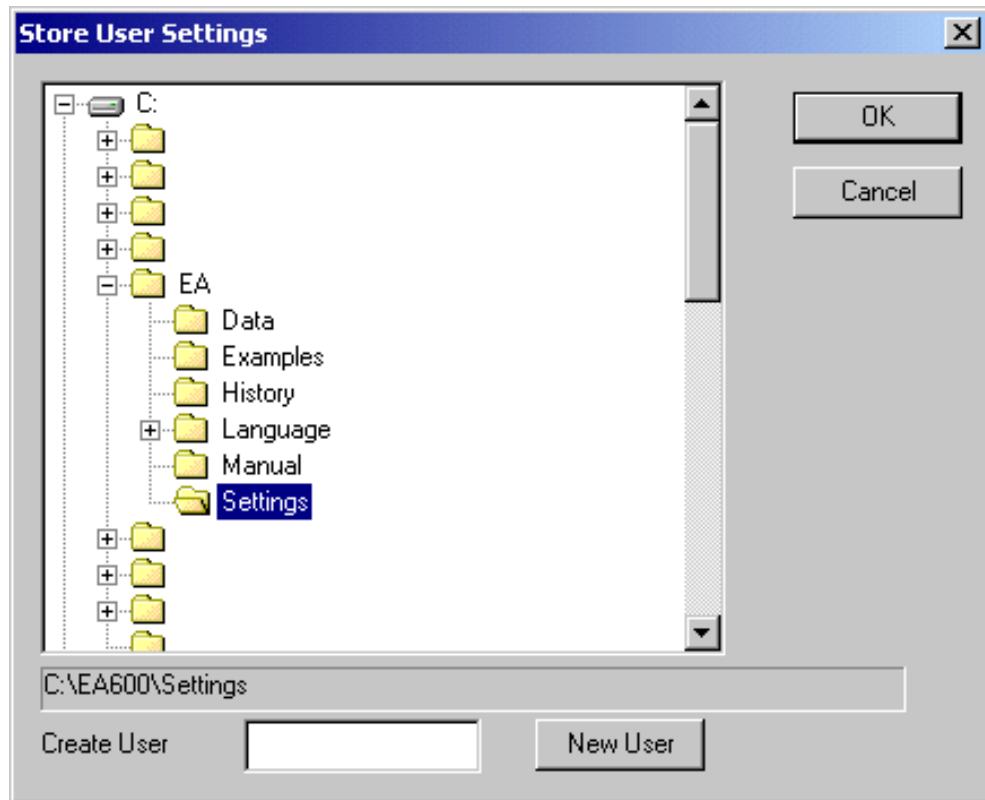 Store User Settings
C:
OK
Cancel
EA
Data
Examples
History
Language
Manual
Settings
C:\EA600\Settings
Create User
New User